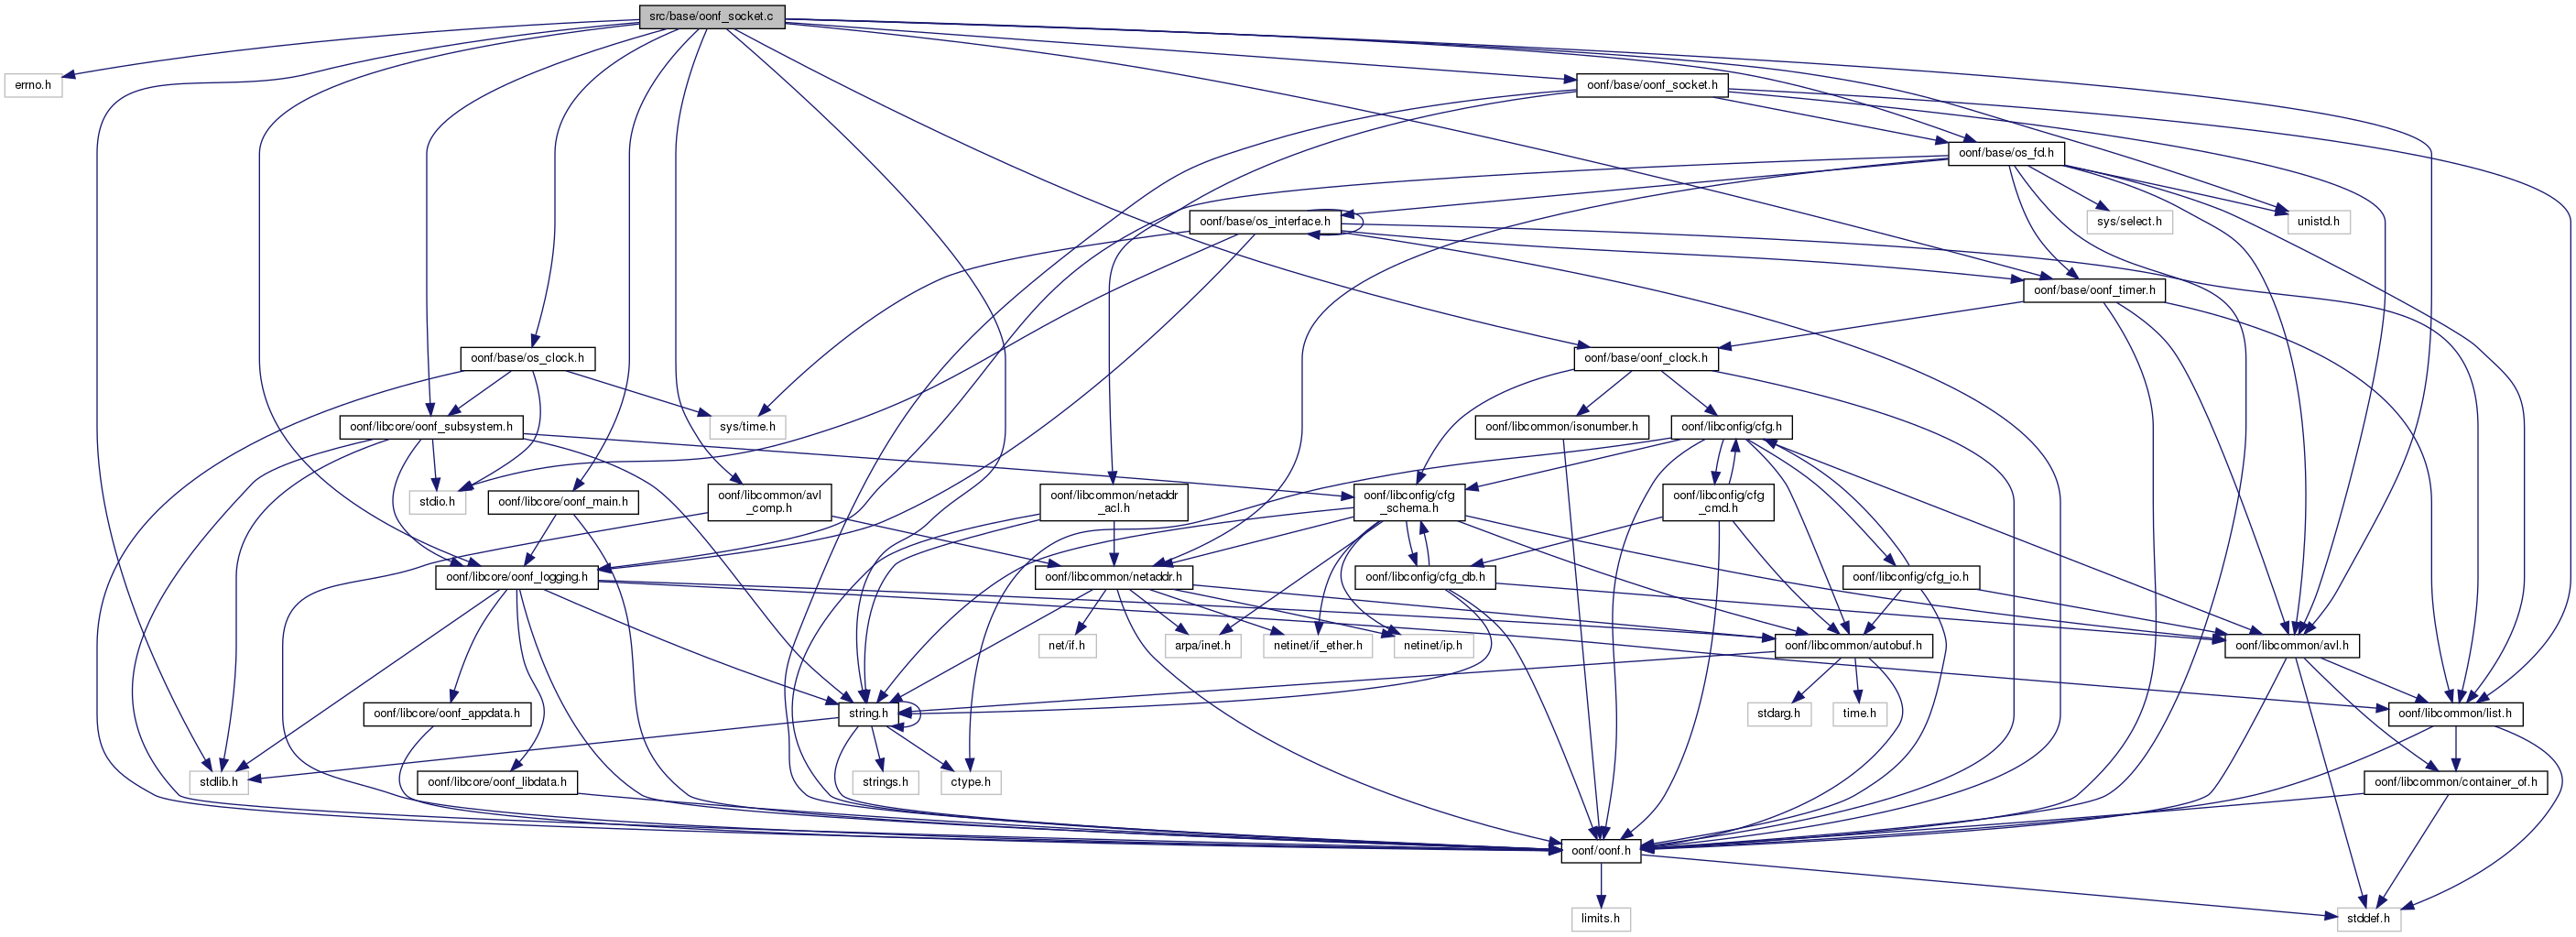 src/base/oonf_socket.c
errno.h
oonf/base/oonf_socket.h
oonf/base/os_fd.h
oonf/base/os_interface.h
sys/select.h
unistd.h
oonf/base/oonf_timer.h
oonf/base/os_clock.h
oonf/base/oonf_clock.h
oonf/libcore/oonf_subsystem.h
sys/time.h
oonf/libcommon/isonumber.h
oonf/libconfig/cfg.h
stdio.h
oonf/libcore/oonf_main.h
oonf/libcommon/avl
_comp.h
oonf/libcommon/netaddr
_acl.h
oonf/libconfig/cfg
_schema.h
oonf/libconfig/cfg
_cmd.h
oonf/libcore/oonf_logging.h
oonf/libcommon/netaddr.h
oonf/libconfig/cfg_db.h
oonf/libconfig/cfg_io.h
net/if.h
arpa/inet.h
netinet/if_ether.h
netinet/ip.h
oonf/libcommon/autobuf.h
oonf/libcommon/avl.h
oonf/libcore/oonf_appdata.h
string.h
stdarg.h
time.h
oonf/libcommon/list.h
stdlib.h
oonf/libcore/oonf_libdata.h
strings.h
ctype.h
oonf/libcommon/container_of.h
oonf/oonf.h
limits.h
stddef.h